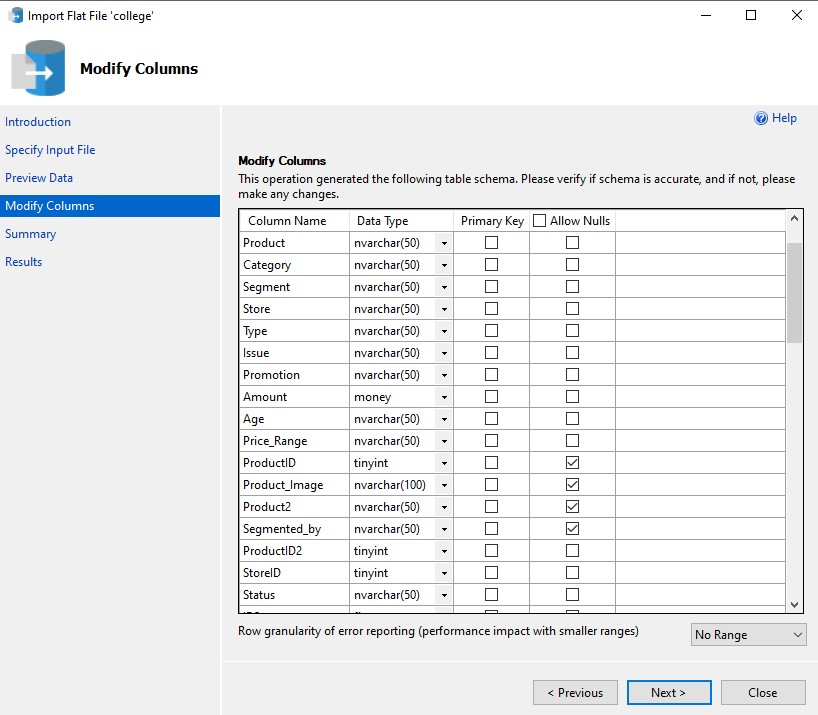 Import Flat File 'college'
Modify Columns
Introduction
Specify Input File
Preview Data
Modify Columns
Summary
Results
Help
Modify Columns
This operation generated the following table schema. Please verify if schema is accurate, and if not, please
make any changes.
Column Name Data Type Primary Key Allow Nulls
Product nvarchar(50)
Category nvarchar(50)
Segment nvarchar(50)
Store nvarchar(50)
Type nvarchar(50)
Issue nvarchar(50)
Promotion nvarchar(50)
Amount money
Age nvarchar(50)
Price_Range nvarchar(50)
ProductID tinyint
Product_Image nvarchar(100)
Product2 nvarchar(50)
Segmented_by nvarchar(50)
ProductID2 tinyint
StoreID tinyint
Status nvarchar(50)
Row granularity of error reporting (performance impact with smaller ranges) No Range
< Previous Next > Close